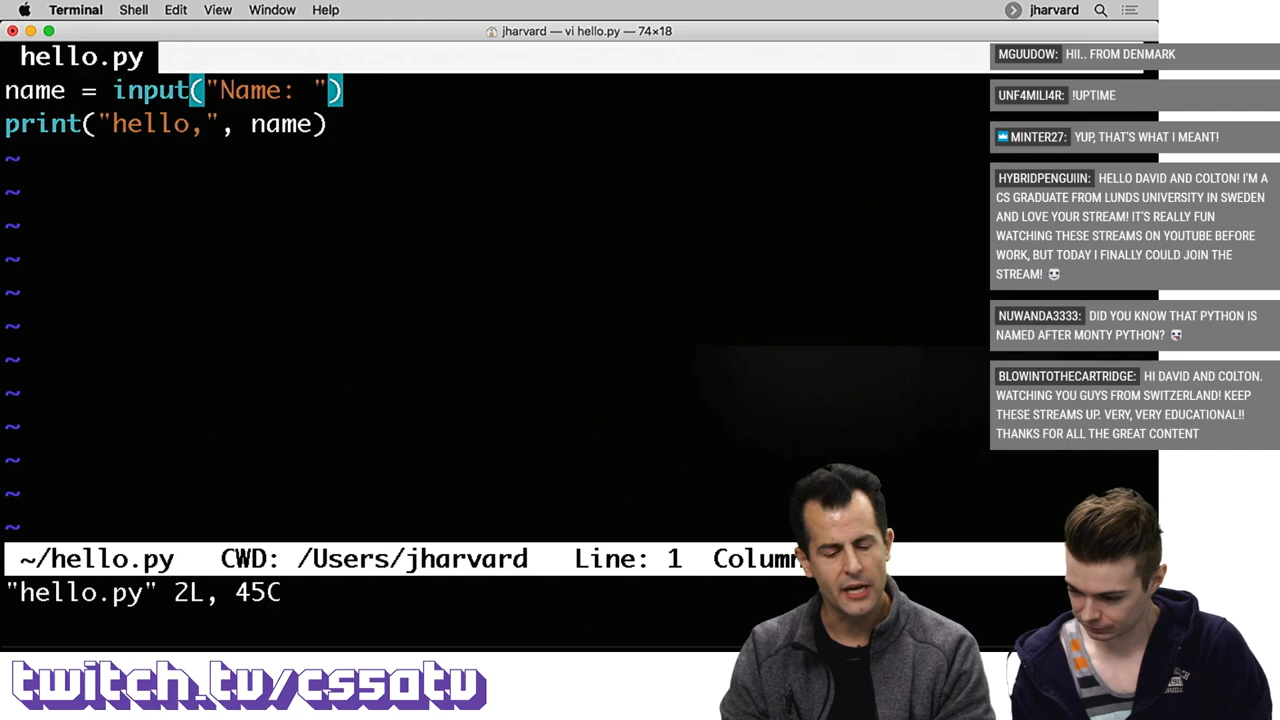 Terminal Shell Edit View Window Help
jharvard
jharvard — vi hello.py — 74×18
hello.py
name = input("Name: ")
print("hello,", name)
~
~
~
~
~
~
~
~
~
~
~
~
~/hello.py CWD: /Users/jharvard Line: 1
"hello.py" 2L, 45C
MGUUDOW: HII.. FROM DENMARK
UNF4MILI4R: !UPTIME
MINTER27: YUP, THAT'S WHAT I MEANT!
HYBRIDPENGUIIN: HELLO DAVID AND COLTON! I'M A
CS GRADUATE FROM LUNDS UNIVERSITY IN SWEDEN
AND LOVE YOUR STREAM! IT'S REALLY FUN
WATCHING THESE STREAMS ON YOUTUBE BEFORE
WORK, BUT TODAY I FINALLY COULD JOIN THE
STREAM!
NUWANDA3333: DID YOU KNOW THAT PYTHON IS
NAMED AFTER MONTY PYTHON?
BLOWINTOTHECARTRIDGE: HI DAVID AND COLTON.
WATCHING YOU GUYS FROM SWITZERLAND! KEEP
THESE STREAMS UP. VERY, VERY EDUCATIONAL!!
THANKS FOR ALL THE GREAT CONTENT
twitch.tv/cs50tv